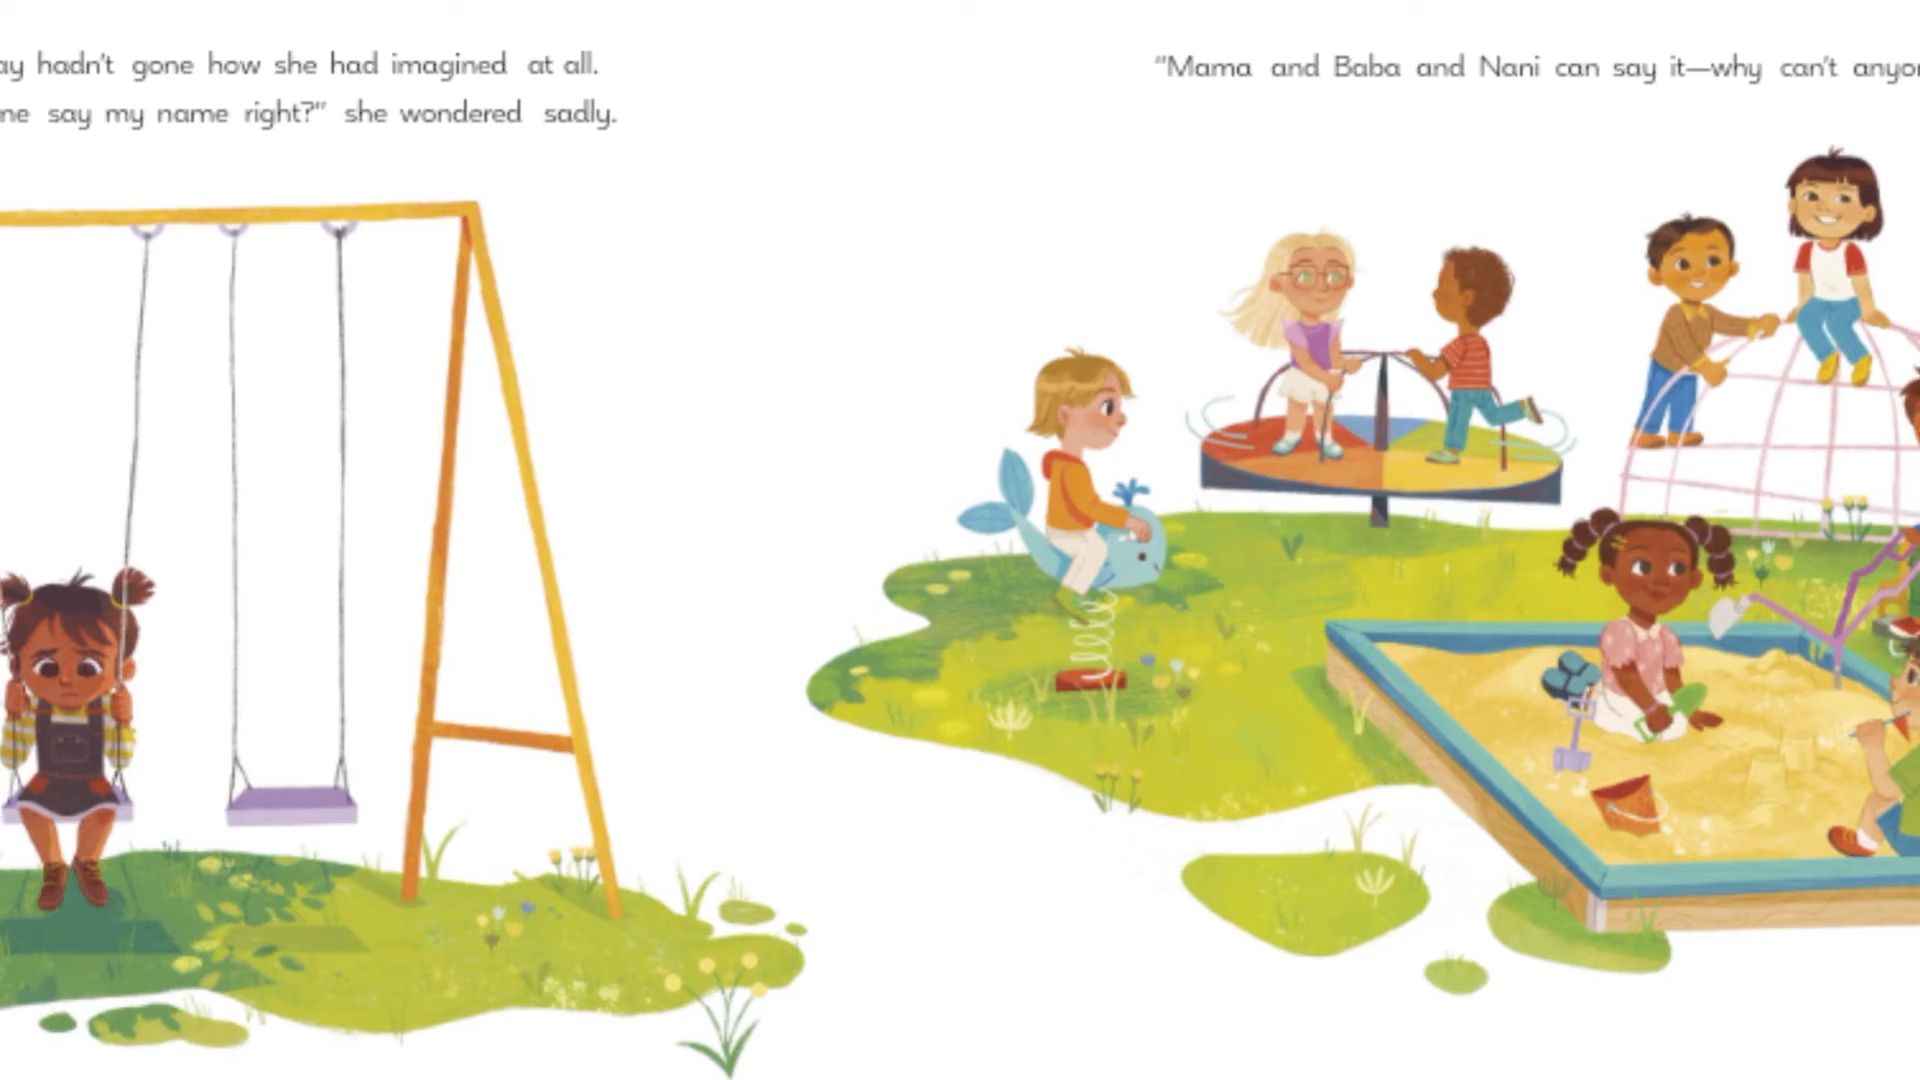 ay hadn't gone how she had imagined at all.
ne say my name right?" she wondered sadly.
"Mama and Baba and Nani can say it—why can't anyo